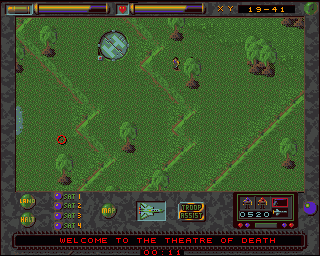 X Y 19-41
LAND
HALT
SAT 1
SAT 2
SAT 3
SAT 4
MAP
TROOP
ASSIST
0520
WELCOME TO THE THEATRE OF DEATH
00:11